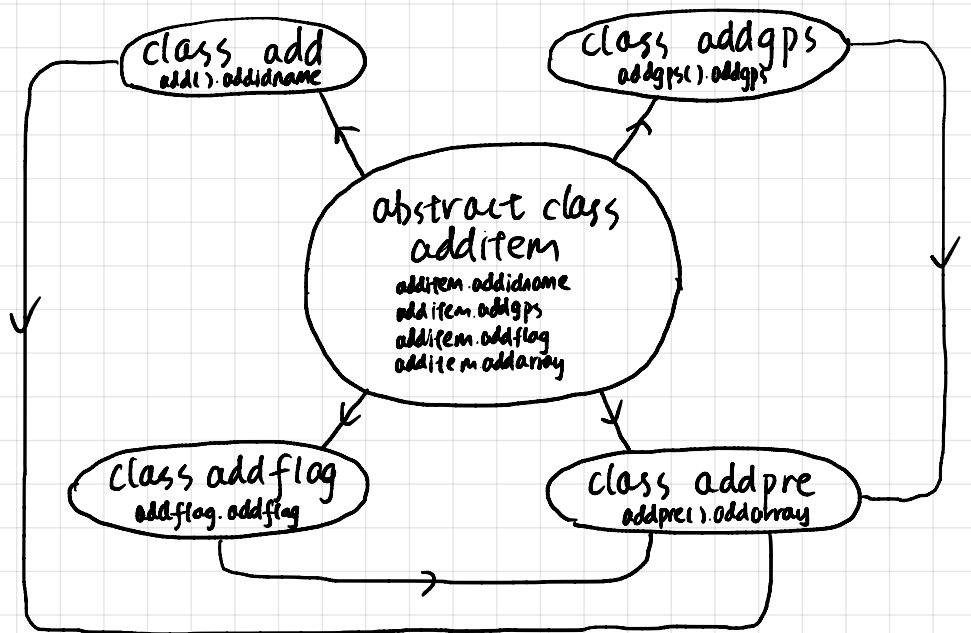 class add
add().addidname
class addgps
addgps().addgps
abstract class
additem
additem.addidname
additem.addgps
additem.addflag
additem.addarray
class addflag
addflag.addflag
class addpre
addpre().addarray